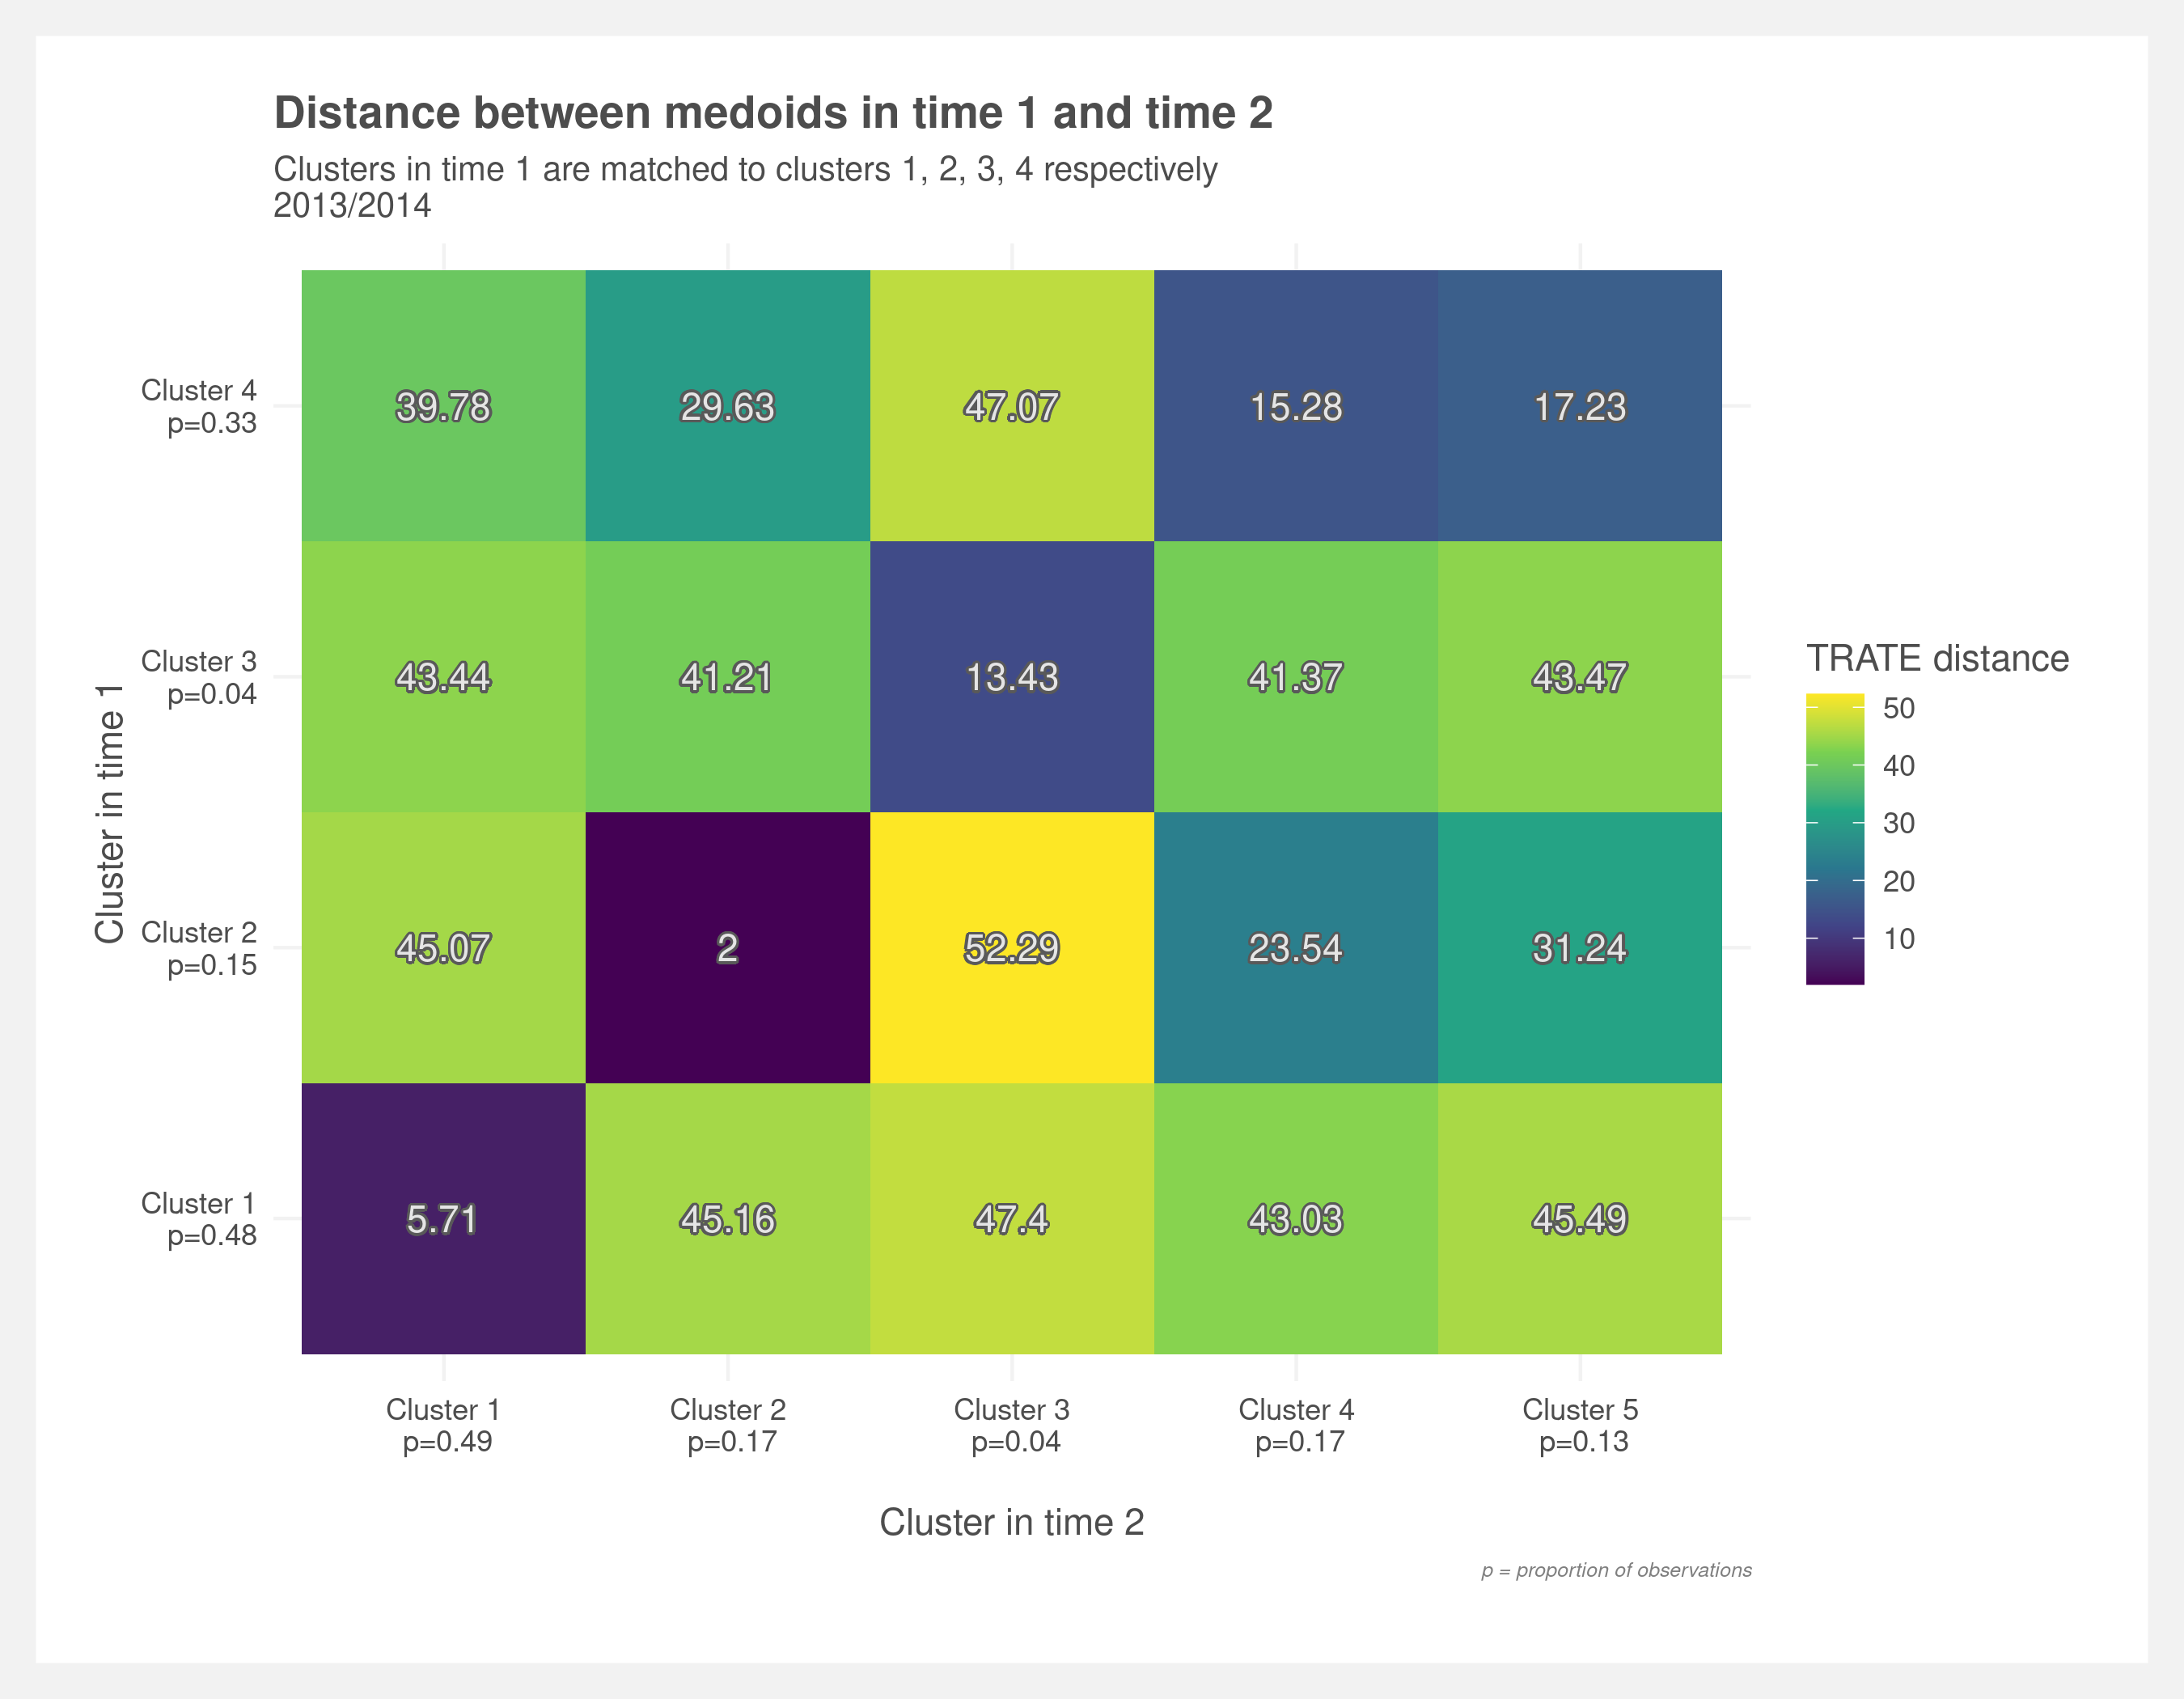 Distance between medoids in time 1 and time 2
Clusters in time 1 are matched to clusters 1, 2, 3, 4 respectively
2013/2014
Cluster in time 1
Cluster 4
p=0.33
39.78 29.63 47.07 15.28 17.23
Cluster 3
p=0.04
43.44 41.21 13.43 41.37 43.47
Cluster 2
p=0.15
45.07 2 52.29 23.54 31.24
Cluster 1
p=0.48
5.71 45.16 47.4 43.03 45.49
Cluster 1 Cluster 2 Cluster 3 Cluster 4 Cluster 5
p=0.49 p=0.17 p=0.04 p=0.17 p=0.13
Cluster in time 2
TRATE distance
50
40
30
20
10
p = proportion of observations